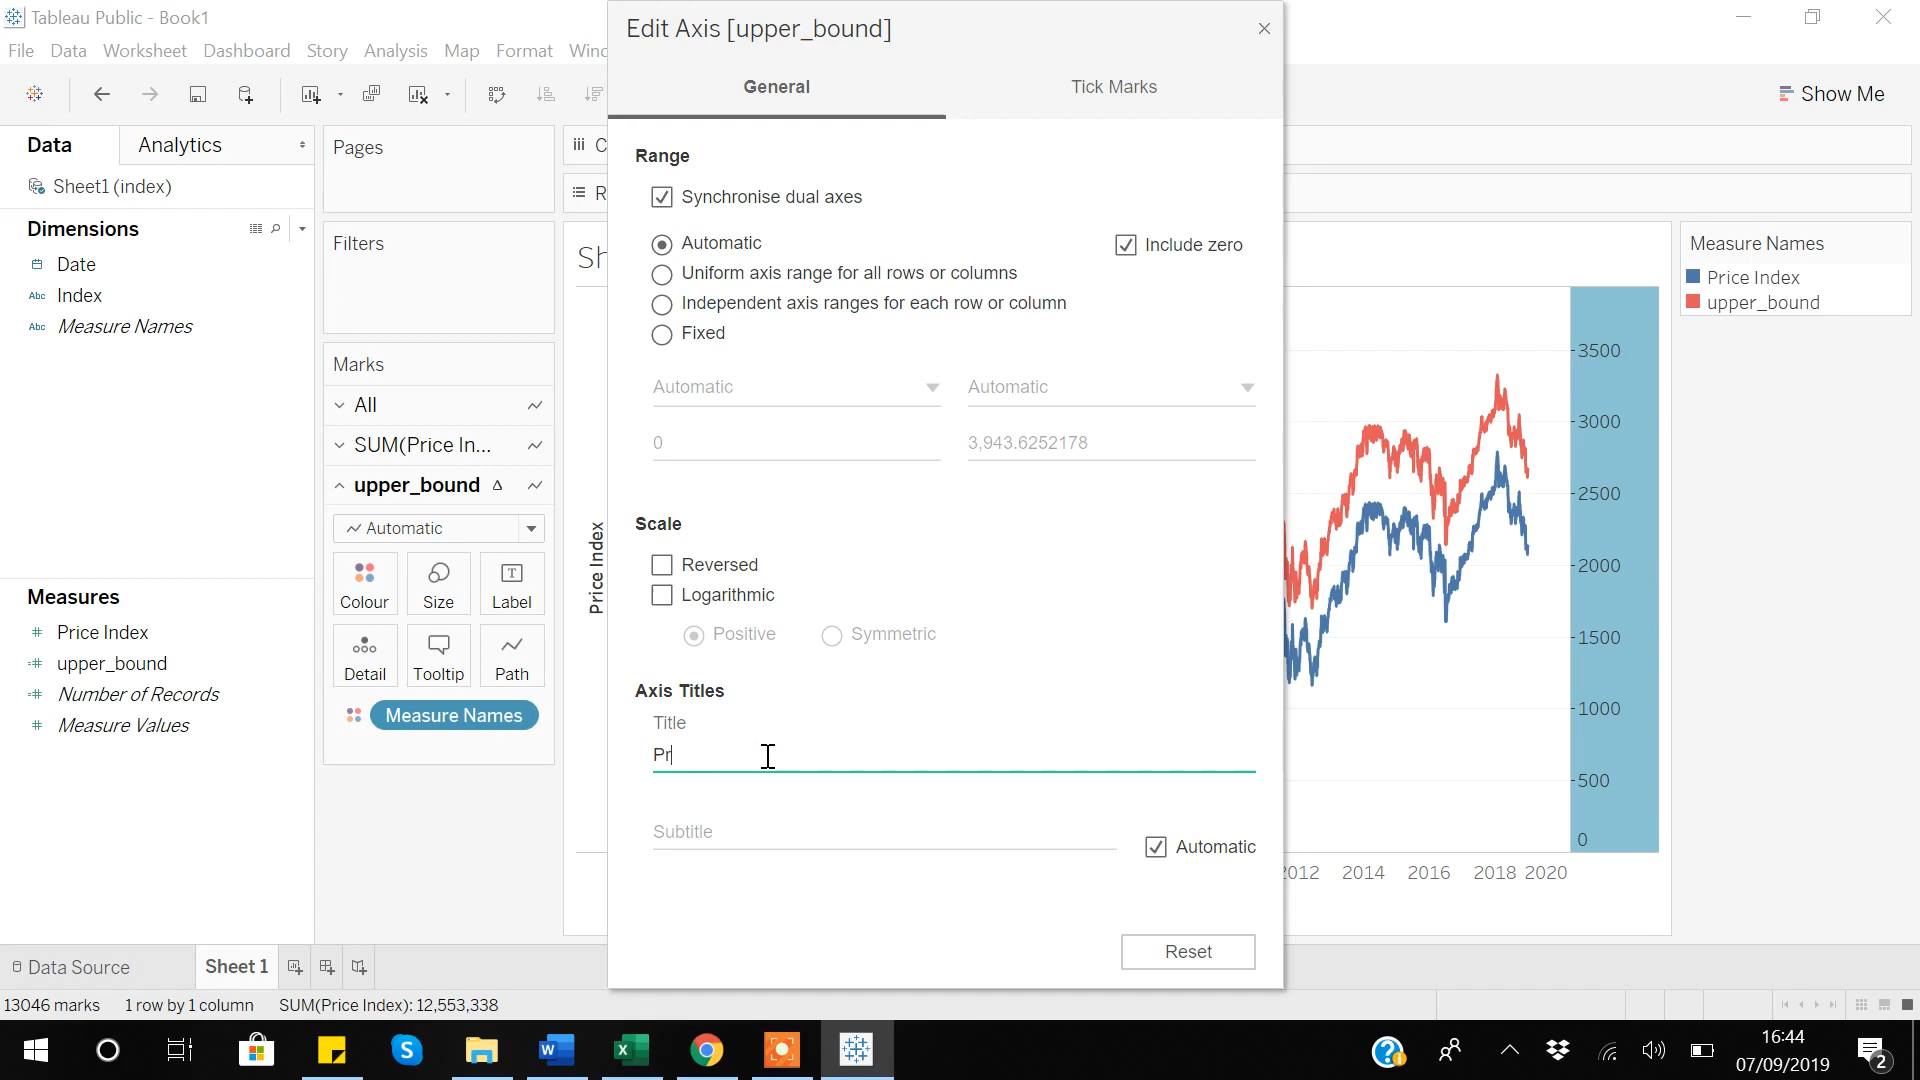 Tableau Public - Book1
File Data Worksheet Dashboard Story Analysis Map Format
Show Me
Data Analytics
Sheet1 (index)
Dimensions
Date
Abc Index
Abc Measure Names
Measures
Price Index
upper_bound
Number of Records
Measure Values
Pages
Filters
Marks
All
SUM(Price In...
upper_bound
Automatic
Colour Size Label
Detail Tooltip Path
Measure Names
iii C
R
Sh
Price Index
Edit Axis [upper_bound]
General Tick Marks
Range
Synchronise dual axes
Automatic Include zero
Uniform axis range for all rows or columns
Independent axis ranges for each row or column
Fixed
Automatic Automatic
0 3,943.6252178
Scale
Reversed
Logarithmic
Positive Symmetric
Axis Titles
Title
Pr
Subtitle
Automatic
Reset
3500
3000
2500
2000
1500
1000
500
0
2014 2016 2018 2020
Measure Names
Price Index
upper_bound
Data Source Sheet 1
13046 marks 1 row by 1 column SUM(Price Index): 12,553,338
16:44
07/09/2019
2